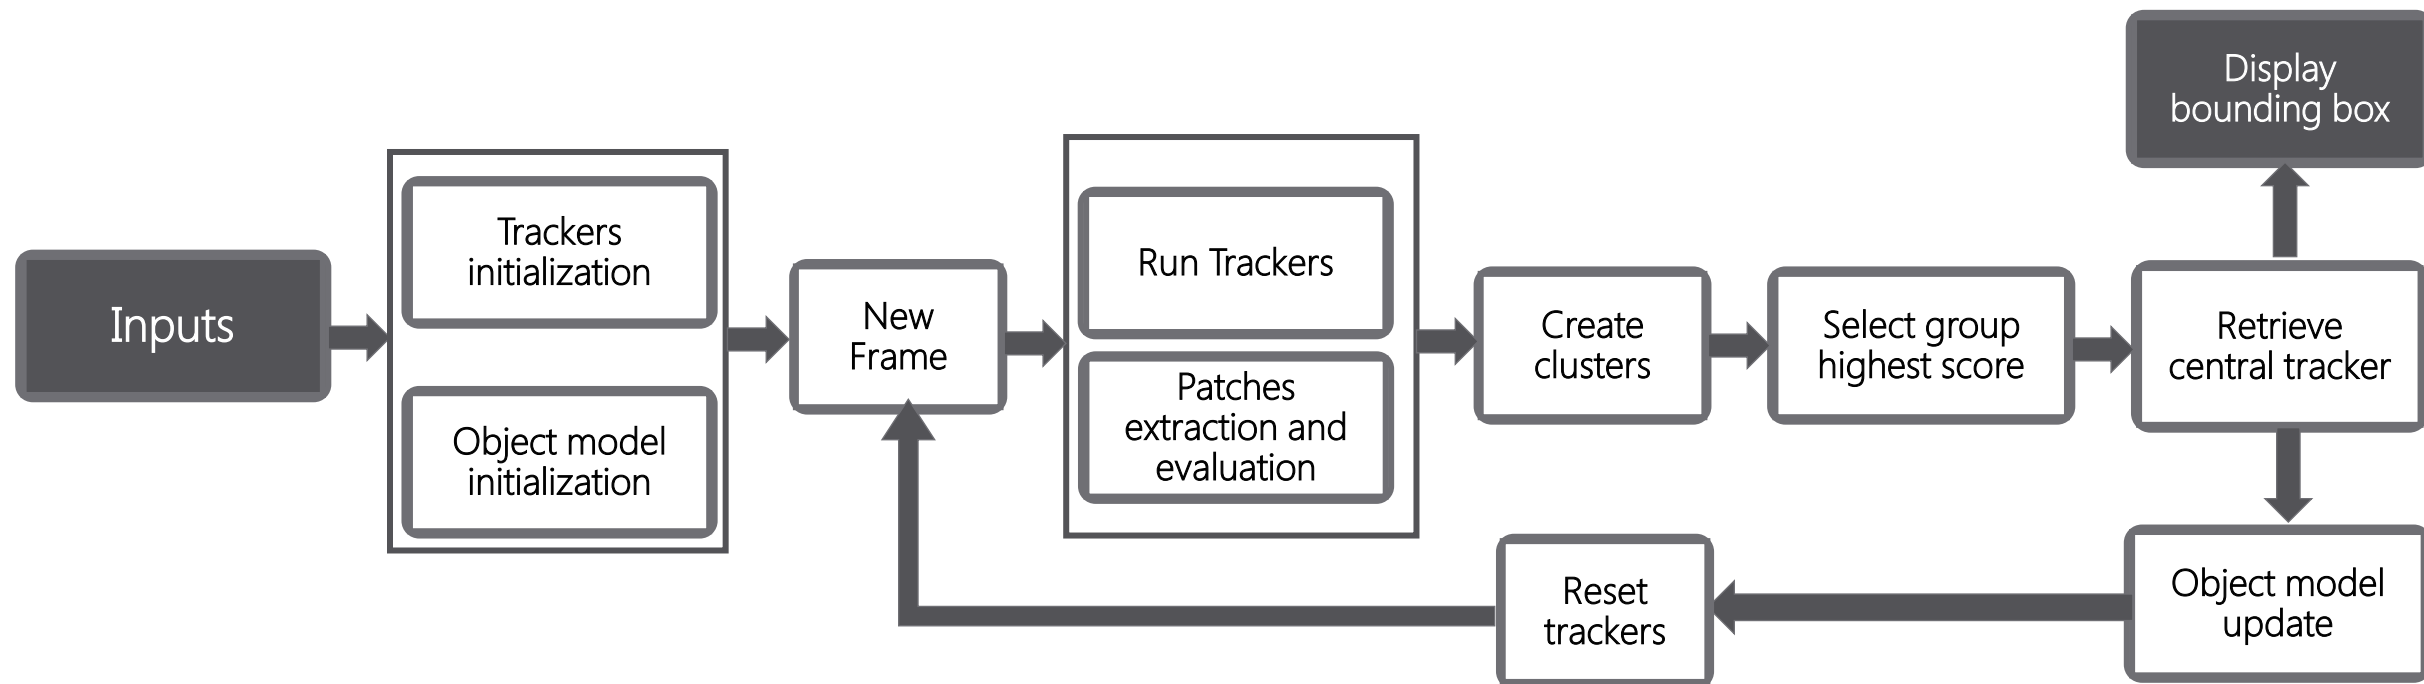 Inputs
Trackers
initialization
Object model
initialization
New
Frame
Run Trackers
Patches
extraction and
evaluation
Create
clusters
Select group
highest score
Retrieve
central tracker
Display
bounding box
Object model
update
Reset
trackers